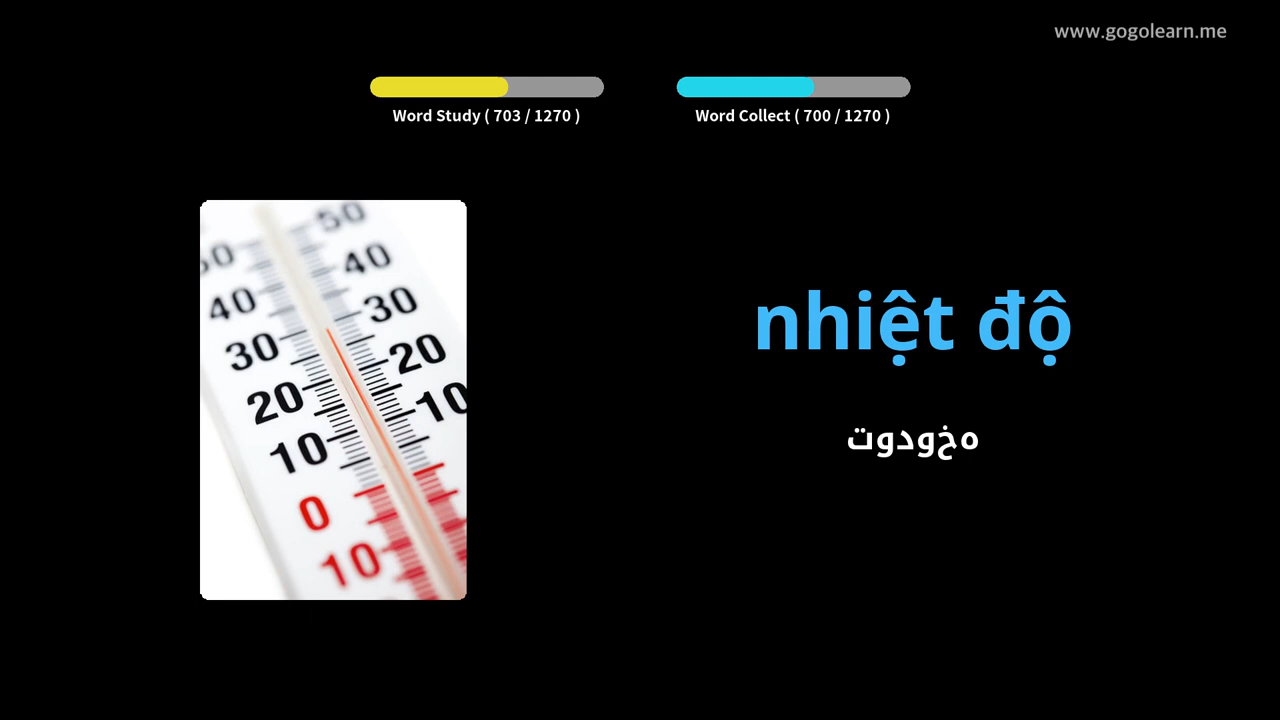 www.gogolearn.me
Word Study ( 703 / 1270 )
Word Collect ( 700 / 1270 )
50
50
40
40
30
30
20
20
10
10
0
10
nhiệt độ
تودوخه